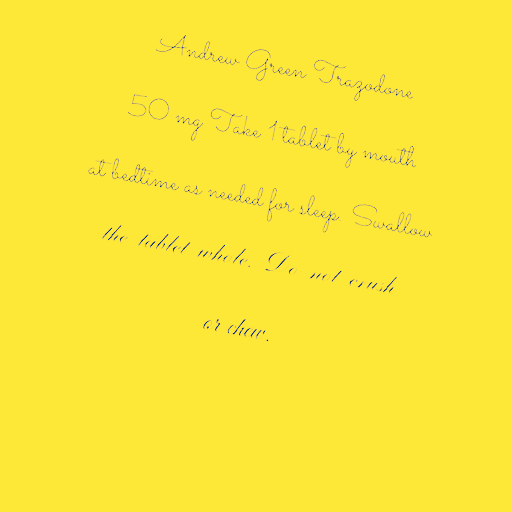 Andrew Green Trazodone
50 mg Take 1 tablet by mouth
at bedtime as needed for sleep. Swallow
the tablet whole. Do not crush
or chew.